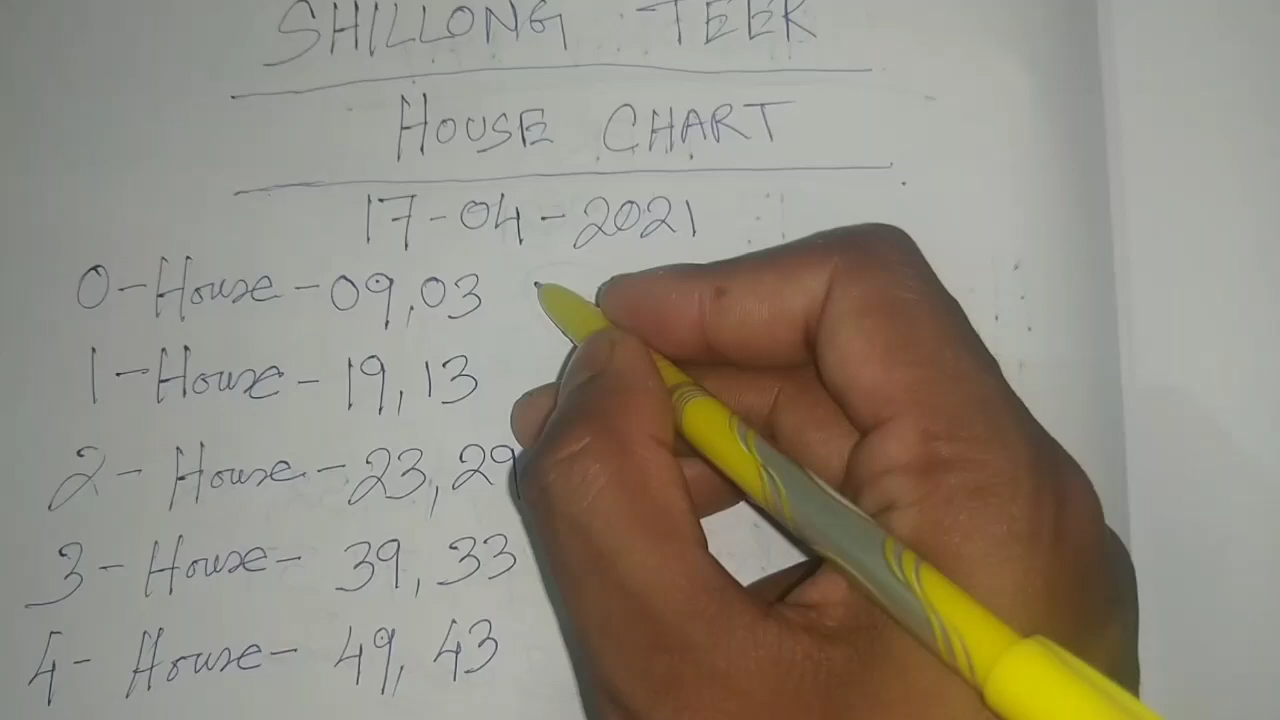 SHILLONG TEER
HOUSE CHART
17-04-2021
0-House-09,03
1-House-19,13
2-House-23,29
3-House-39,33
4-House-49,43